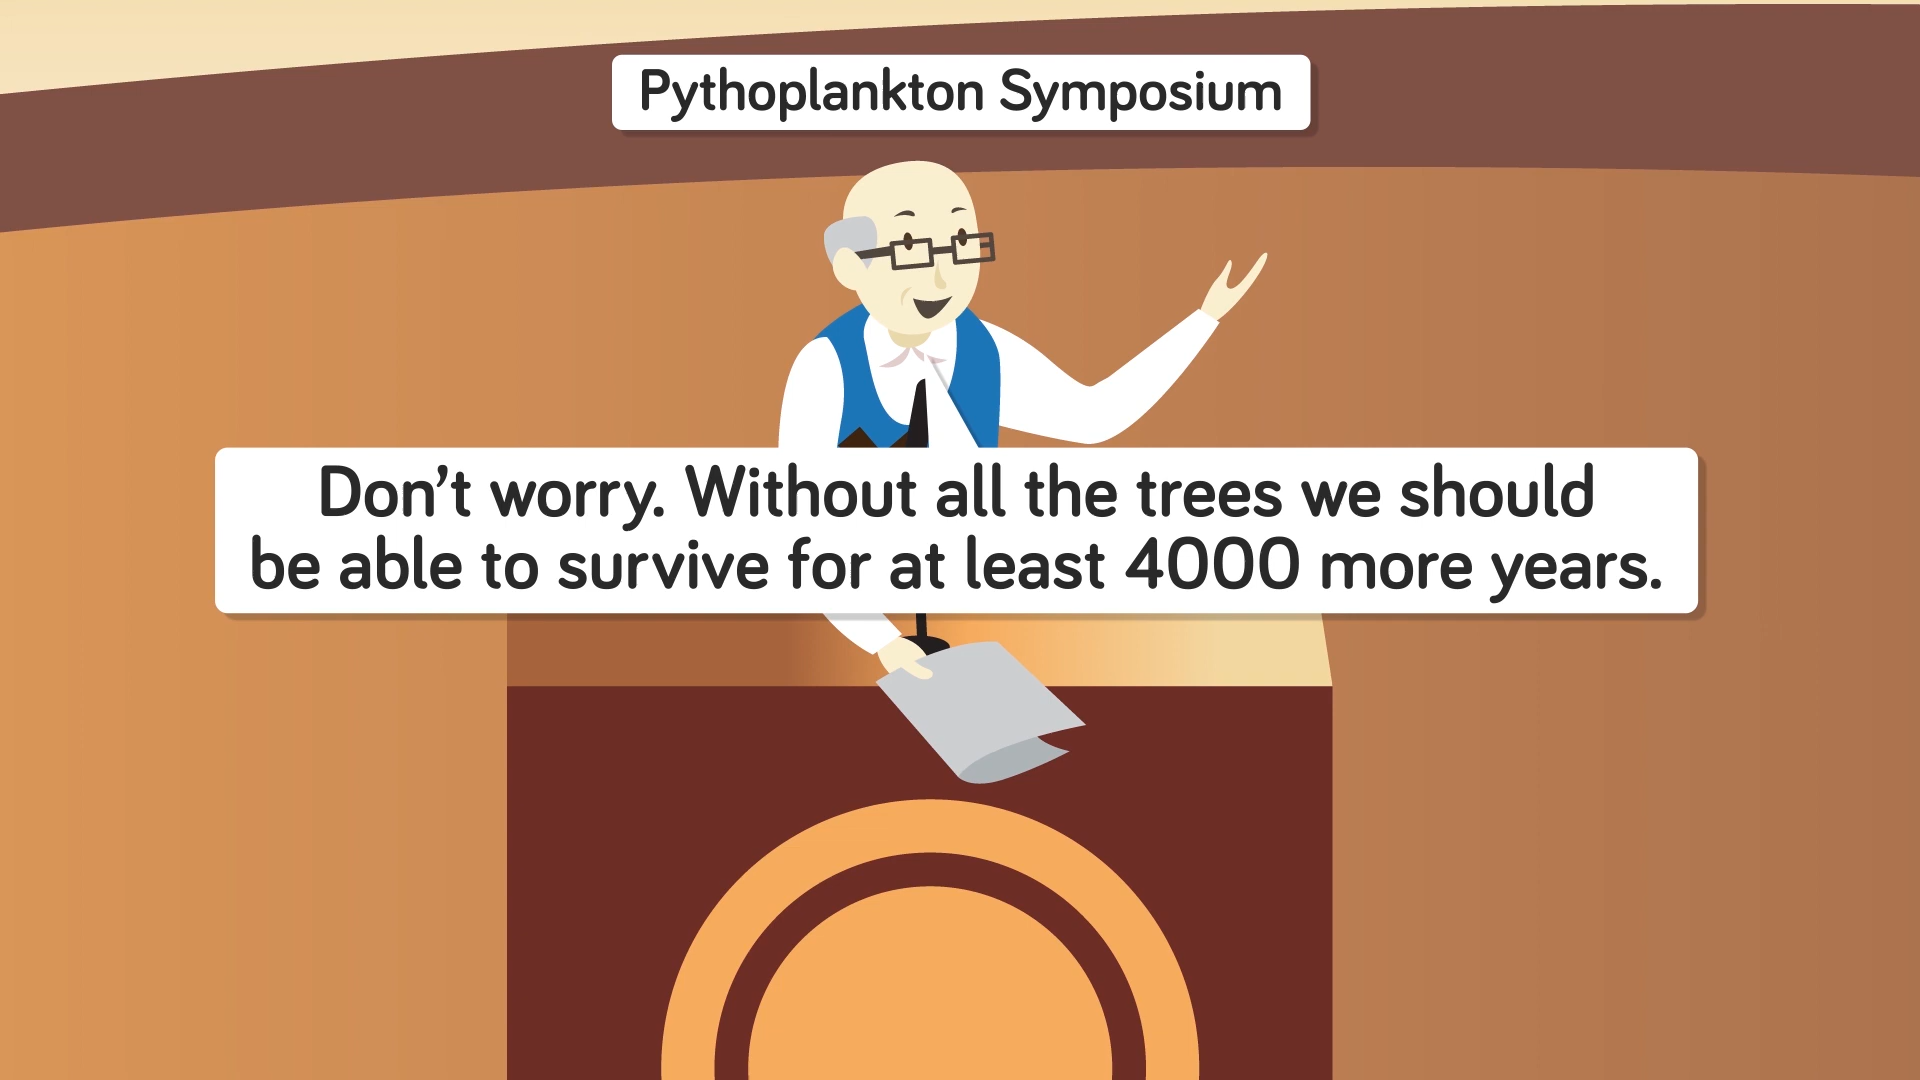 Pythoplankton Symposium
Don't worry. Without all the trees we should
be able to survive for at least 4000 more years.